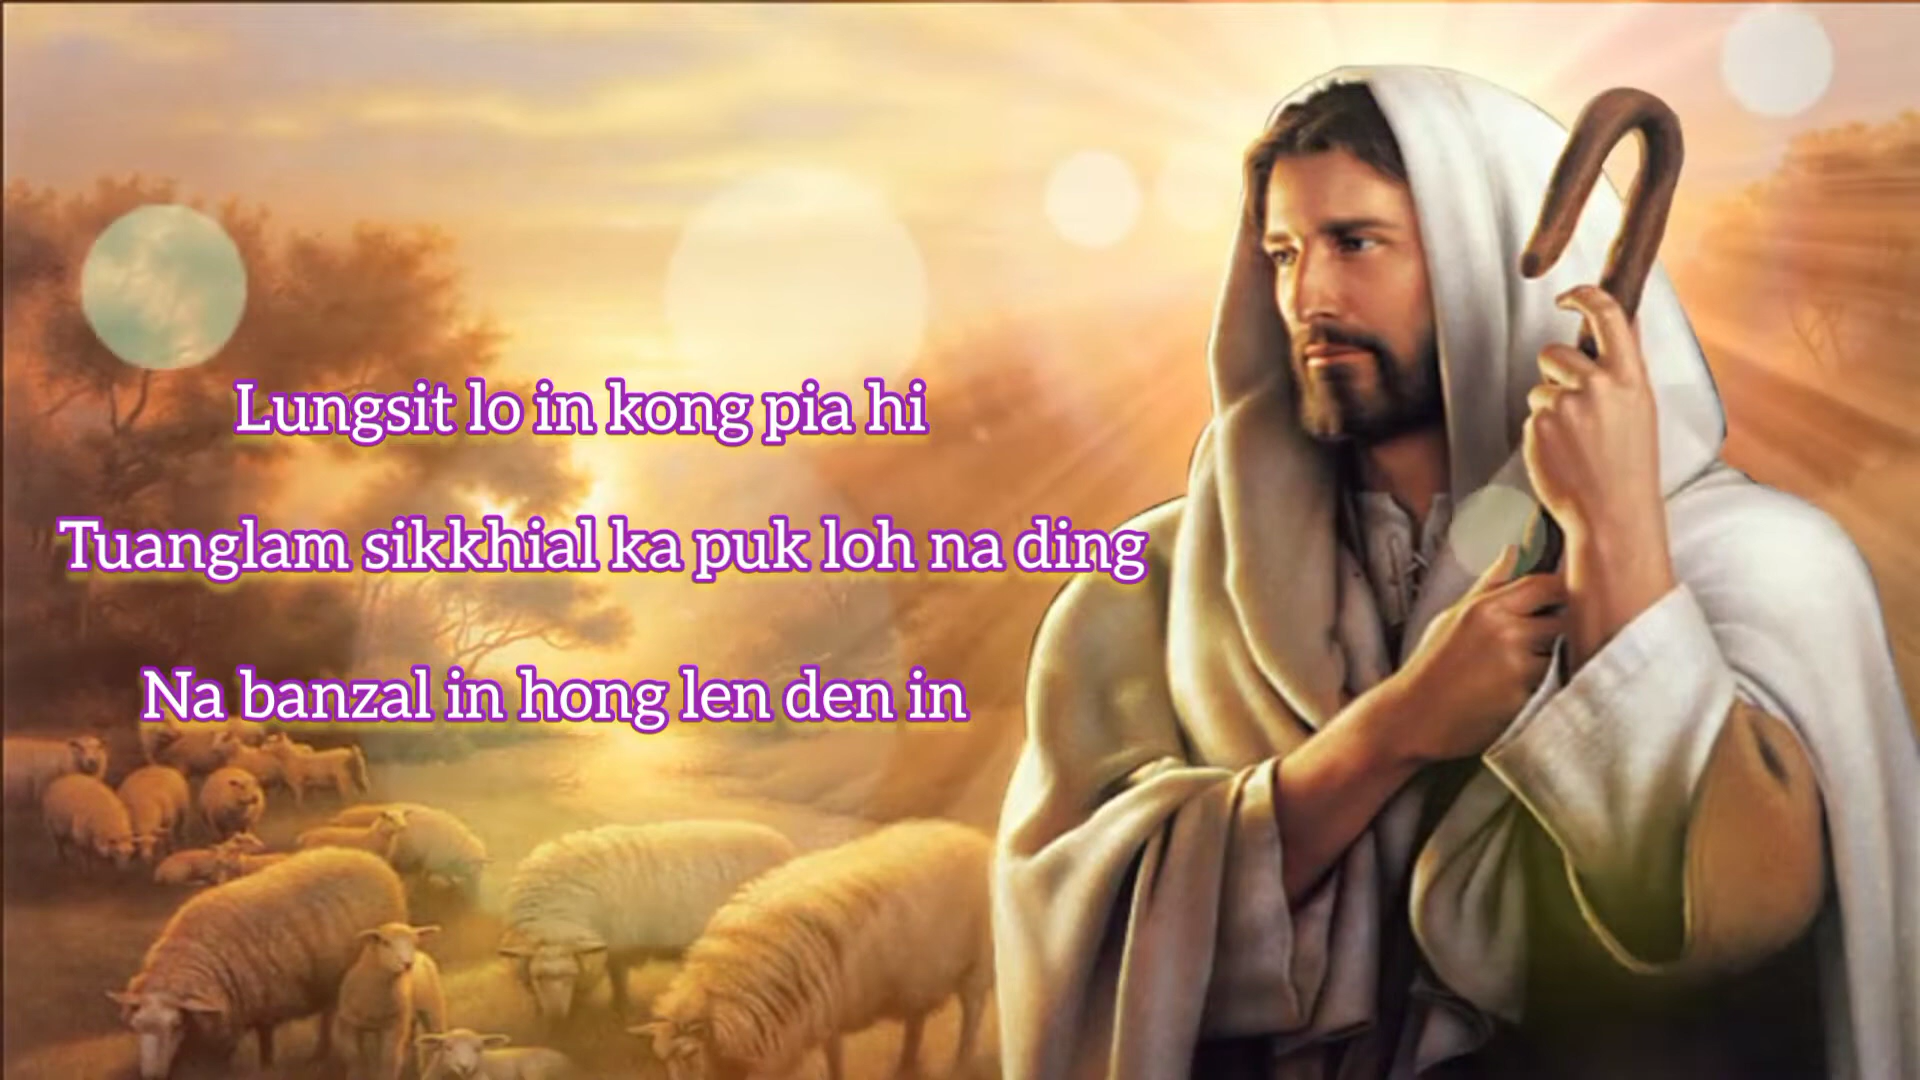 Lungsit lo in kong pia hi
Tuanglam sikkhial ka puk loh na ding
Na banzal in hong len den in